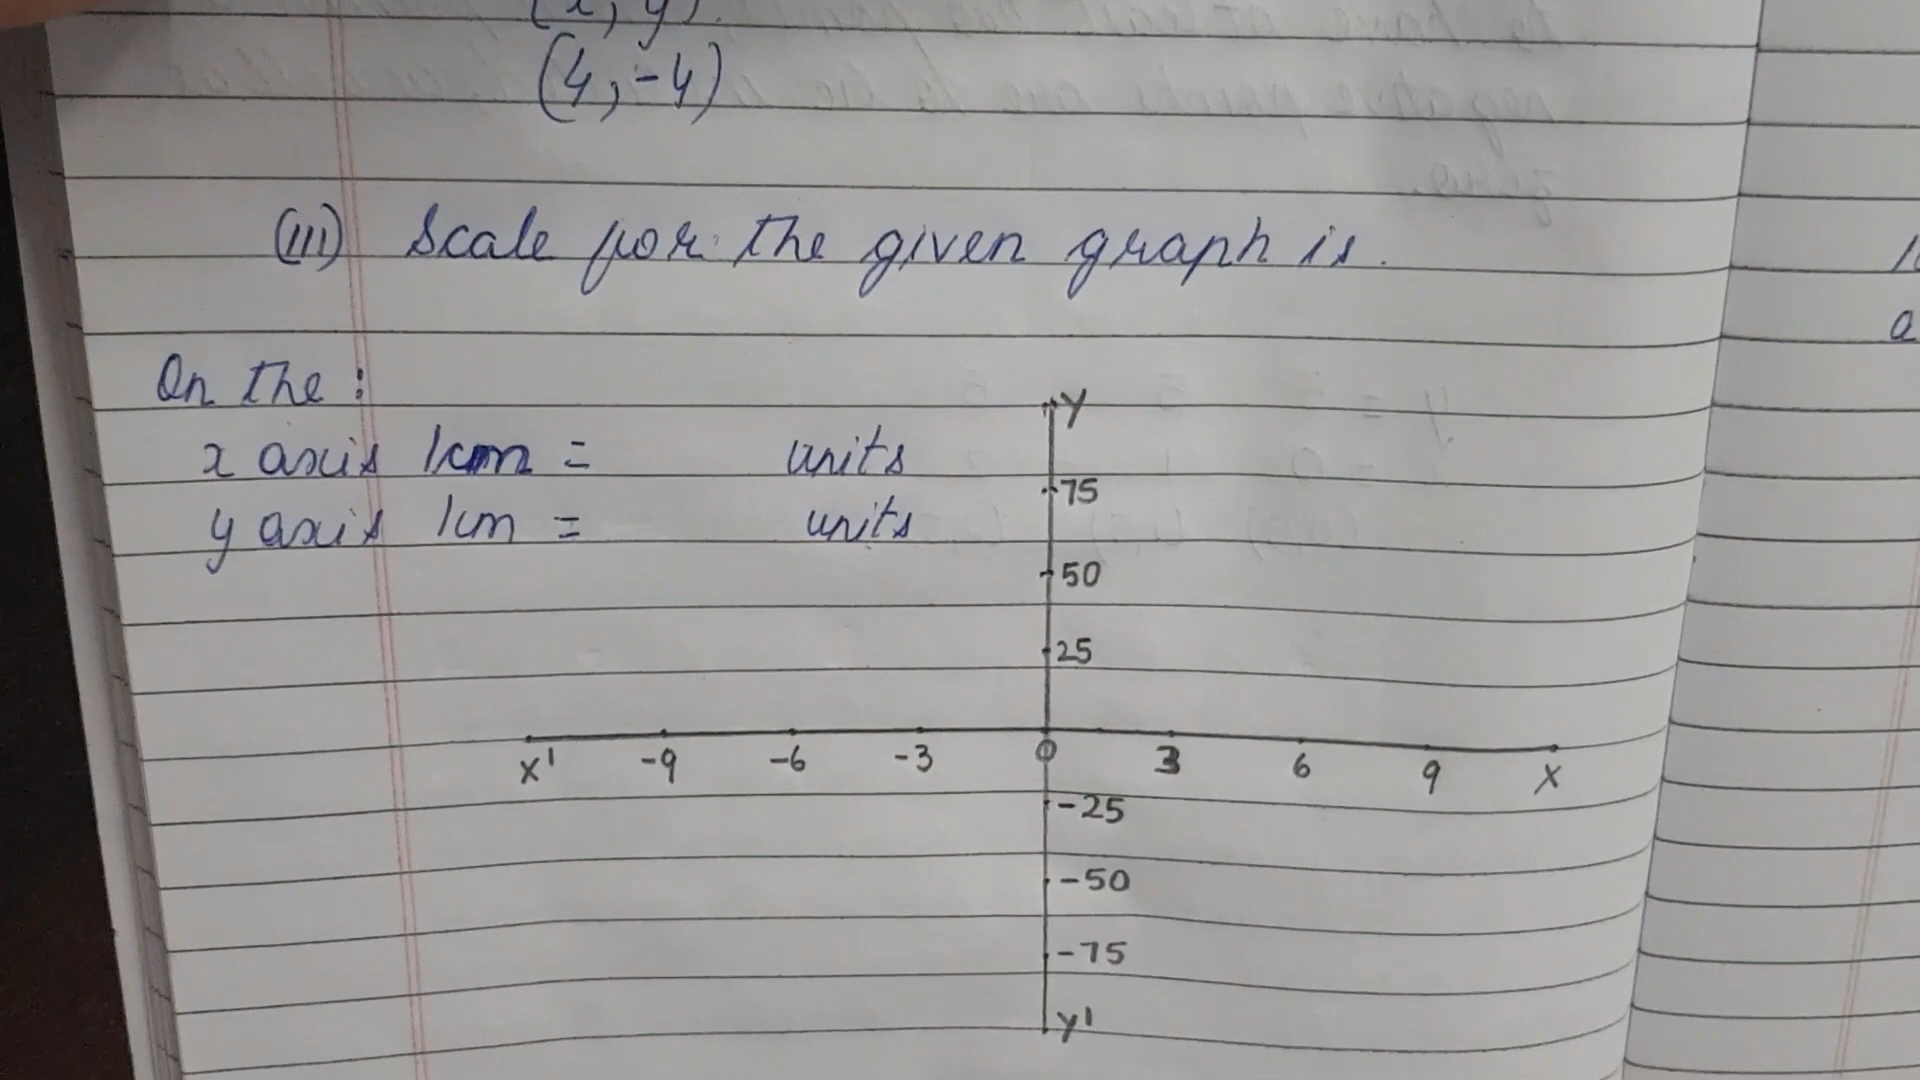 (x, y).
(4, -4)
(III) Scale for the given graph is.
On the :
x axis 1cm = units
y axis 1cm = units
Y
75
50
25
X' -9 -6 -3 0 3 6 9 X
-25
-50
-75
Y'